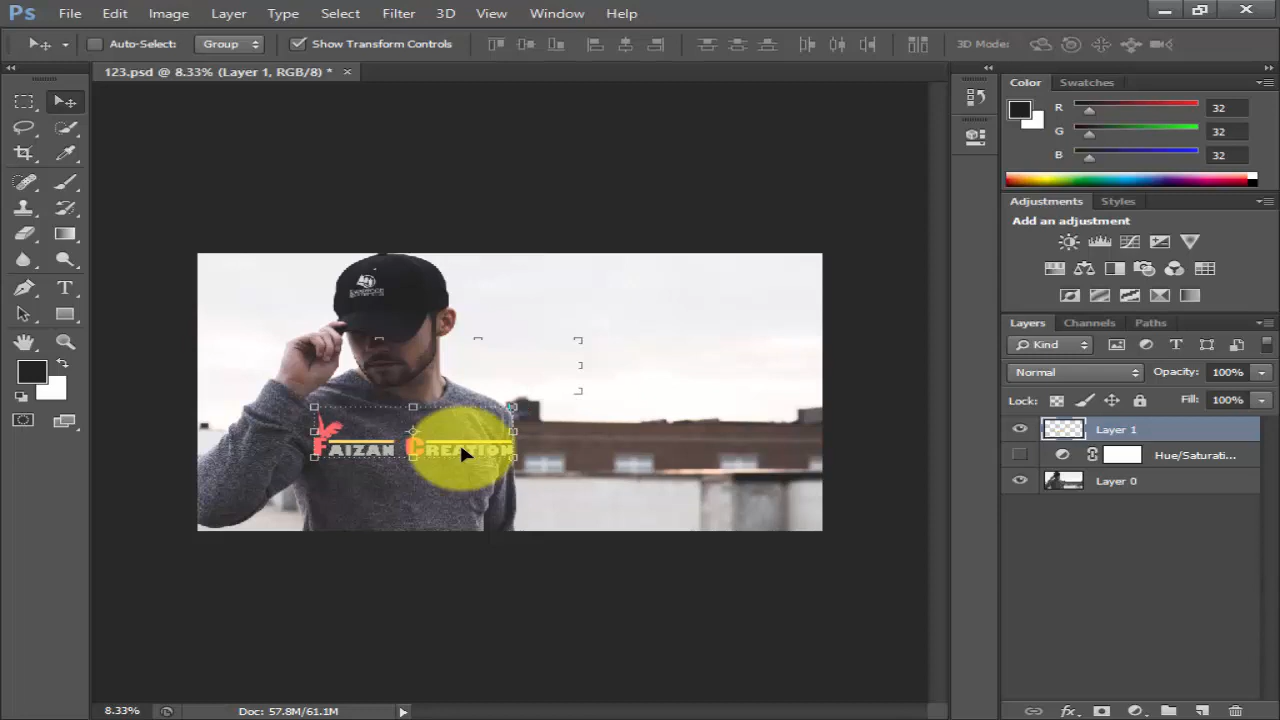 Ps File Edit Image Layer Type Select Filter 3D View Window Help
Auto-Select: Group Show Transform Controls 3D Mode:
123.psd @ 8.33% (Layer 1, RGB/8) * ×
Color Swatches
R 32
G 32
B 32
Adjustments Styles
Add an adjustment
FAIZAN CREATION
Layers Channels Paths
Kind
Normal Opacity: 100%
Lock: Fill: 100%
Layer 1
Hue/Saturati...
Layer 0
8.33% Doc: 57.8M/61.1M